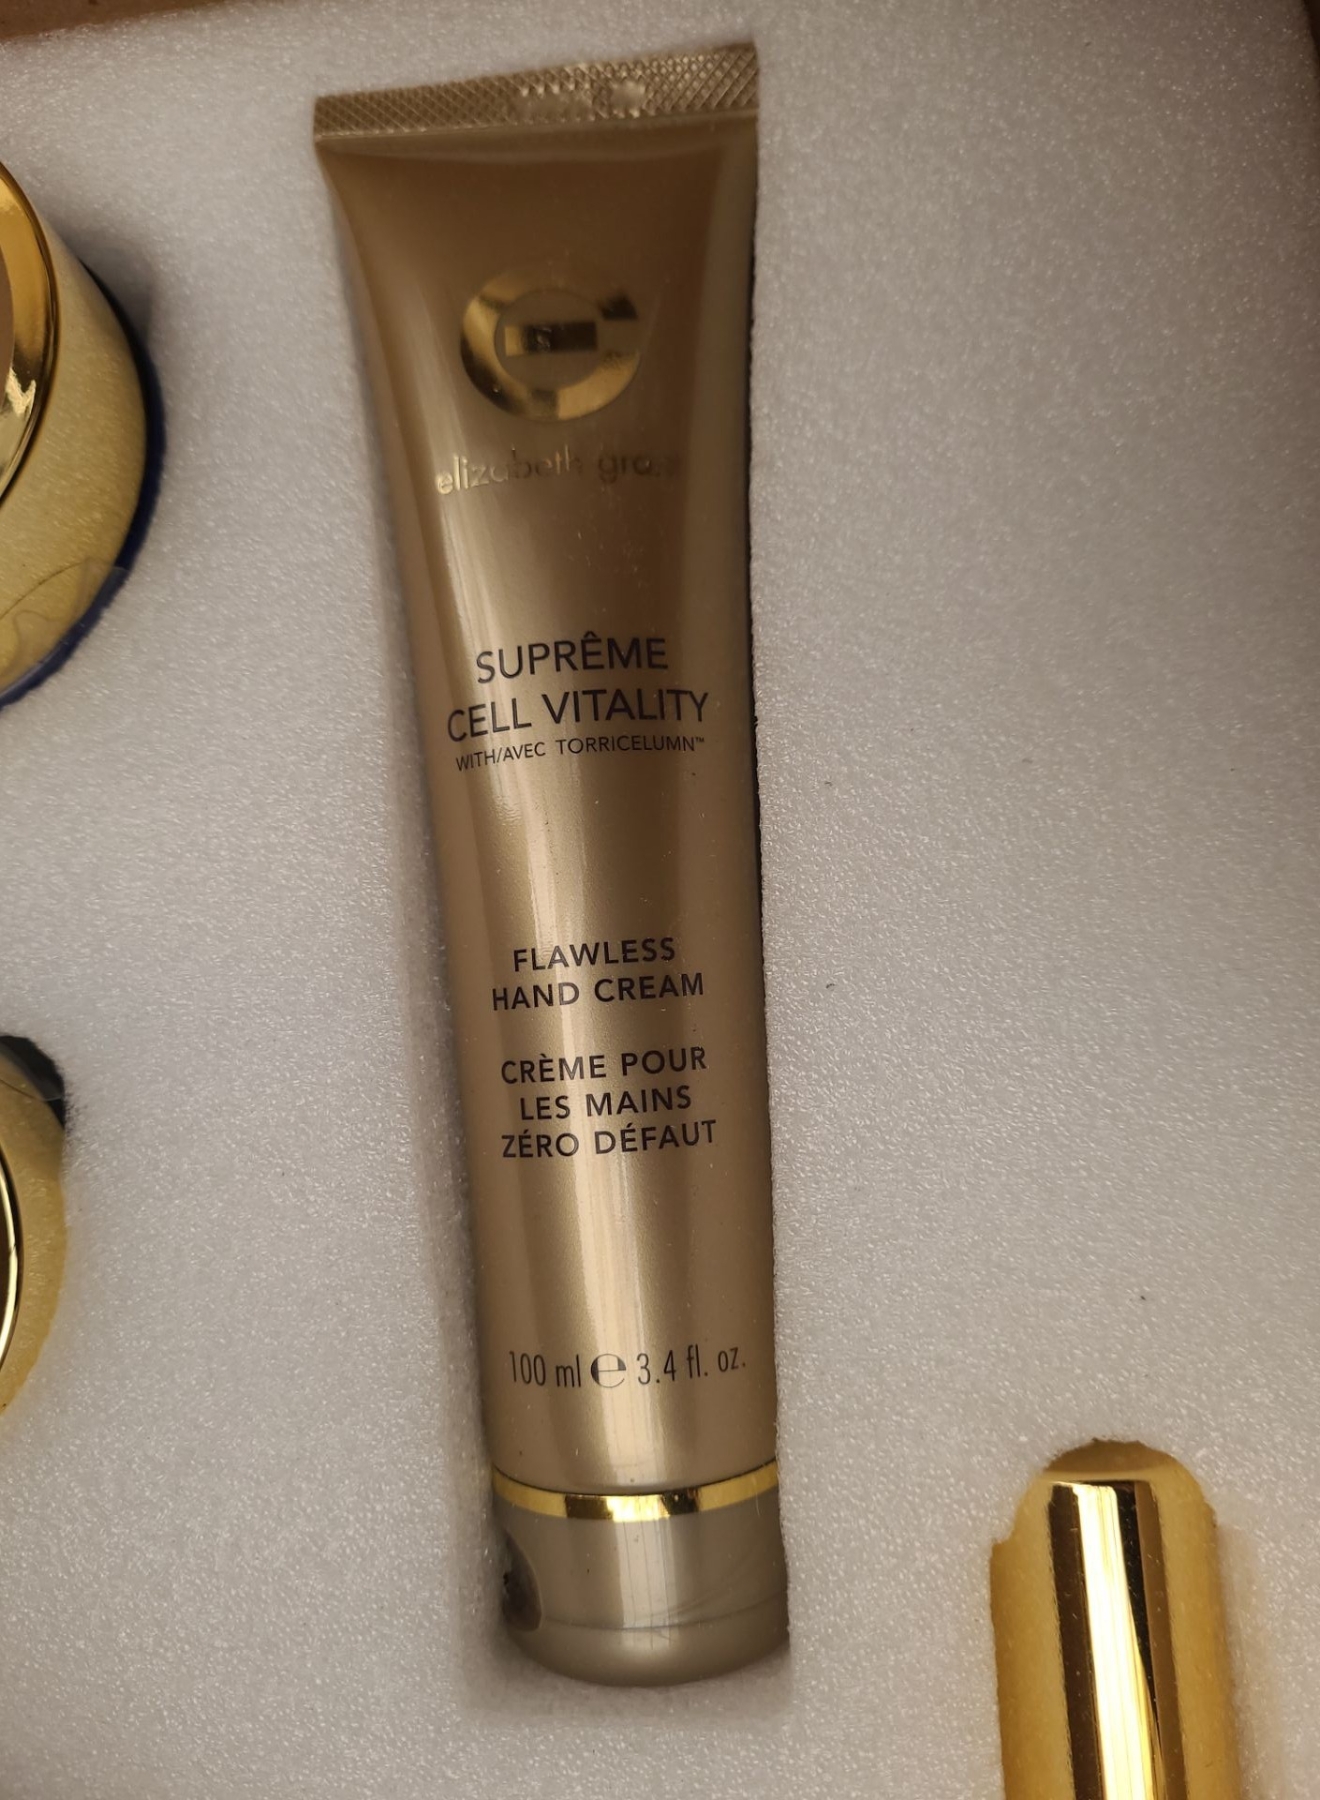 elizabeth
SUPRÊME
CELL VITALITY
WITH/AVEC TORRICELUMN™
FLAWLESS
HAND CREAM
CRÈME POUR
LES MAINS
ZÉRO DÉFAUT
100 ml ℮ 3.4 fl. oz.